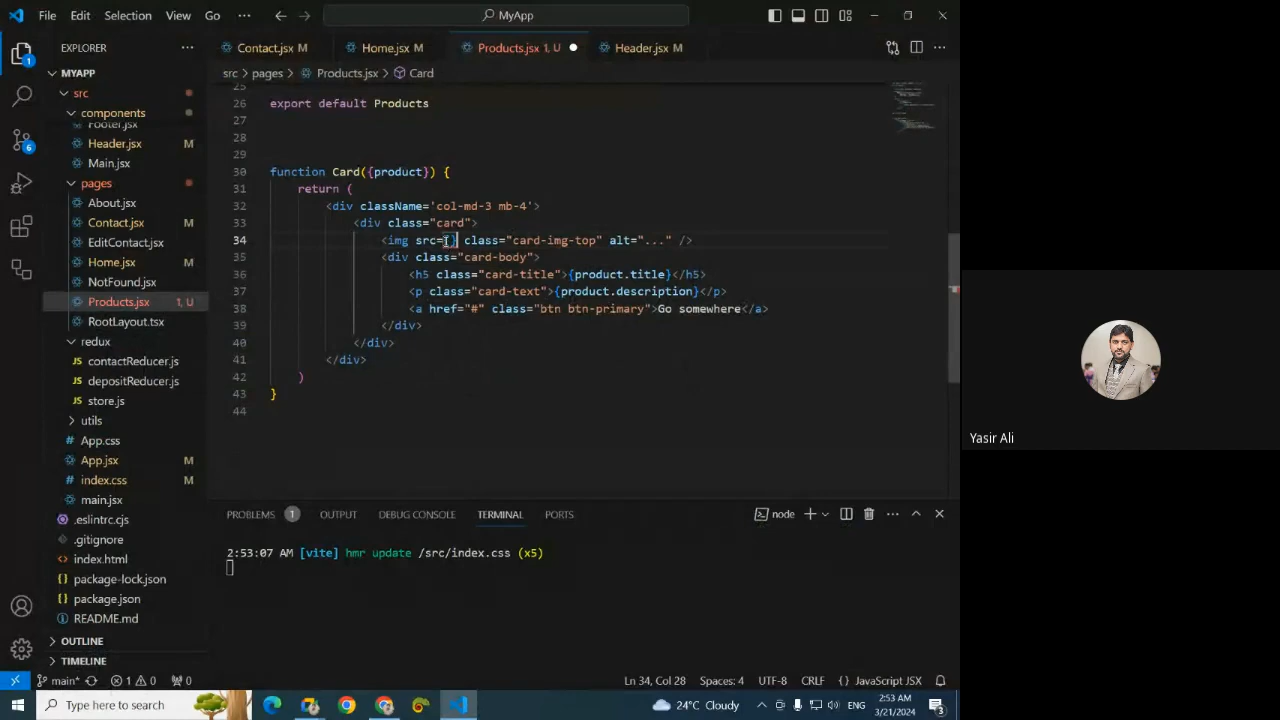 File Edit Selection View Go ··· MyApp
EXPLORER ···
Contact.jsx M Home.jsx M Products.jsx 1, U Header.jsx M
MYAPP
src > pages > Products.jsx > Card
src
components
Footer.jsx
Header.jsx M
Main.jsx
pages
About.jsx
Contact.jsx M
EditContact.jsx
Home.jsx M
NotFound.jsx
Products.jsx 1, U
RootLayout.tsx
redux
contactReducer.js
depositReducer.js
store.js
utils
App.css
App.jsx M
index.css M
main.jsx
.eslintrc.cjs
.gitignore
index.html
package-lock.json
package.json
README.md
OUTLINE
TIMELINE
25
26 export default Products
27
28
29
30 function Card({product}) {
31 return (
32 <div className='col-md-3 mb-4'>
33 <div class="card">
34 <img src={} class="card-img-top" alt="..." />
35 <div class="card-body">
36 <h5 class="card-title">{product.title}</h5>
37 <p class="card-text">{product.description}</p>
38 <a href="#" class="btn btn-primary">Go somewhere</a>
39 </div>
40 </div>
41 </div>
42 )
43 }
44
PROBLEMS 1 OUTPUT DEBUG CONSOLE TERMINAL PORTS node
2:53:07 AM [vite] hmr update /src/index.css (x5)
1
6
Yasir Ali
main* 1 0 0 Ln 34, Col 28 Spaces: 4 UTF-8 CRLF {} JavaScript JSX
Type here to search 24°C Cloudy ENG 2:53 AM 3/21/2024 3